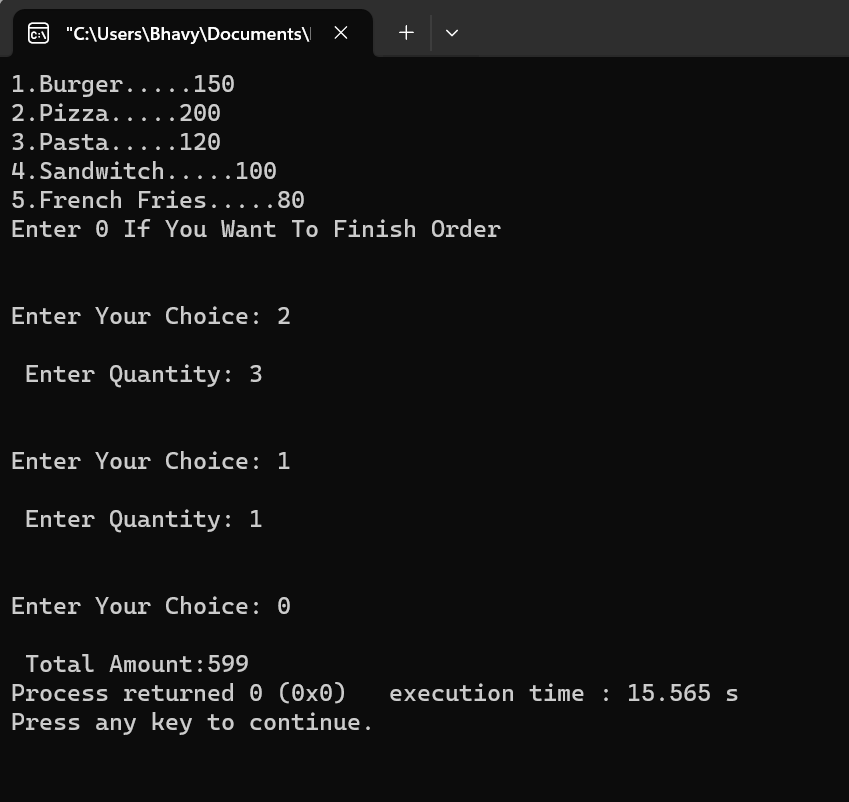 "C:\Users\Bhavy\Documents\
1.Burger.....150
2.Pizza.....200
3.Pasta.....120
4.Sandwitch.....100
5.French Fries.....80
Enter 0 If You Want To Finish Order
Enter Your Choice: 2
Enter Quantity: 3
Enter Your Choice: 1
Enter Quantity: 1
Enter Your Choice: 0
Total Amount:599
Process returned 0 (0x0)   execution time : 15.565 s
Press any key to continue.